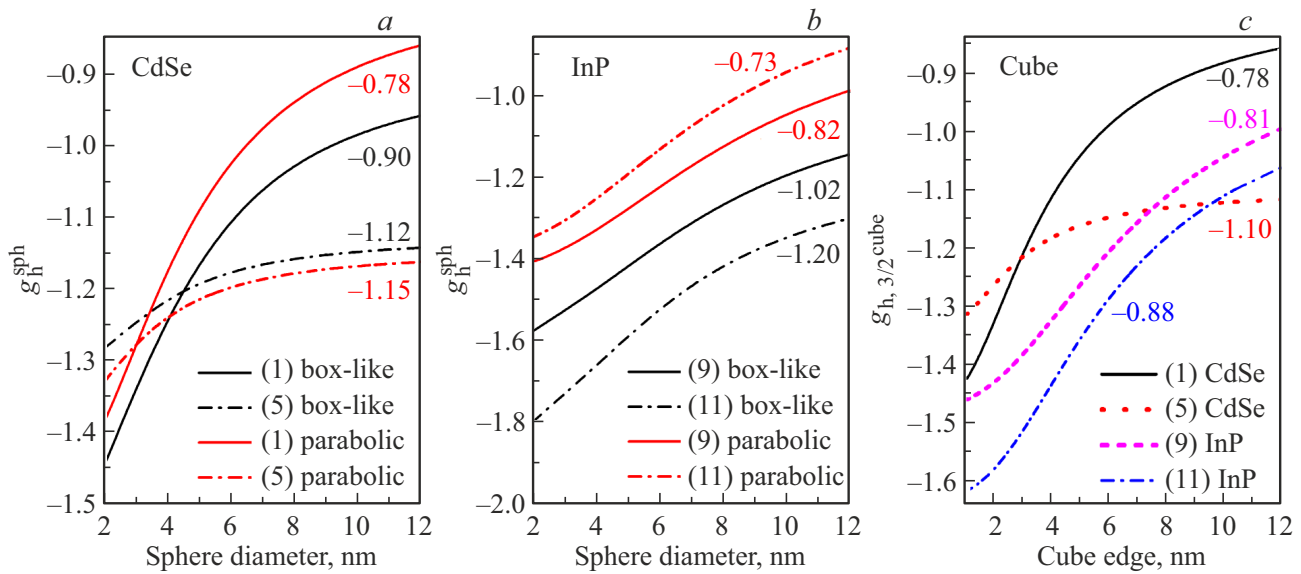 a
CdSe
g_h^sph
−0.9
−1.0
−1.1
−1.2
−1.3
−1.4
−1.5
−0.78
−0.90
−1.12
−1.15
(1) box-like
(5) box-like
(1) parabolic
(5) parabolic
2 4 6 8 10 12
Sphere diameter, nm
b
InP
g_h^sph
−1.0
−1.2
−1.4
−1.6
−1.8
−2.0
−0.73
−0.82
−1.02
−1.20
(9) box-like
(11) box-like
(9) parabolic
(11) parabolic
2 4 6 8 10 12
Sphere diameter, nm
c
Cube
g_h, 3/2^cube
−0.9
−1.0
−1.1
−1.2
−1.3
−1.4
−1.5
−1.6
−0.78
−0.81
−1.10
−0.88
(1) CdSe
(5) CdSe
(9) InP
(11) InP
2 4 6 8 10 12
Cube edge, nm